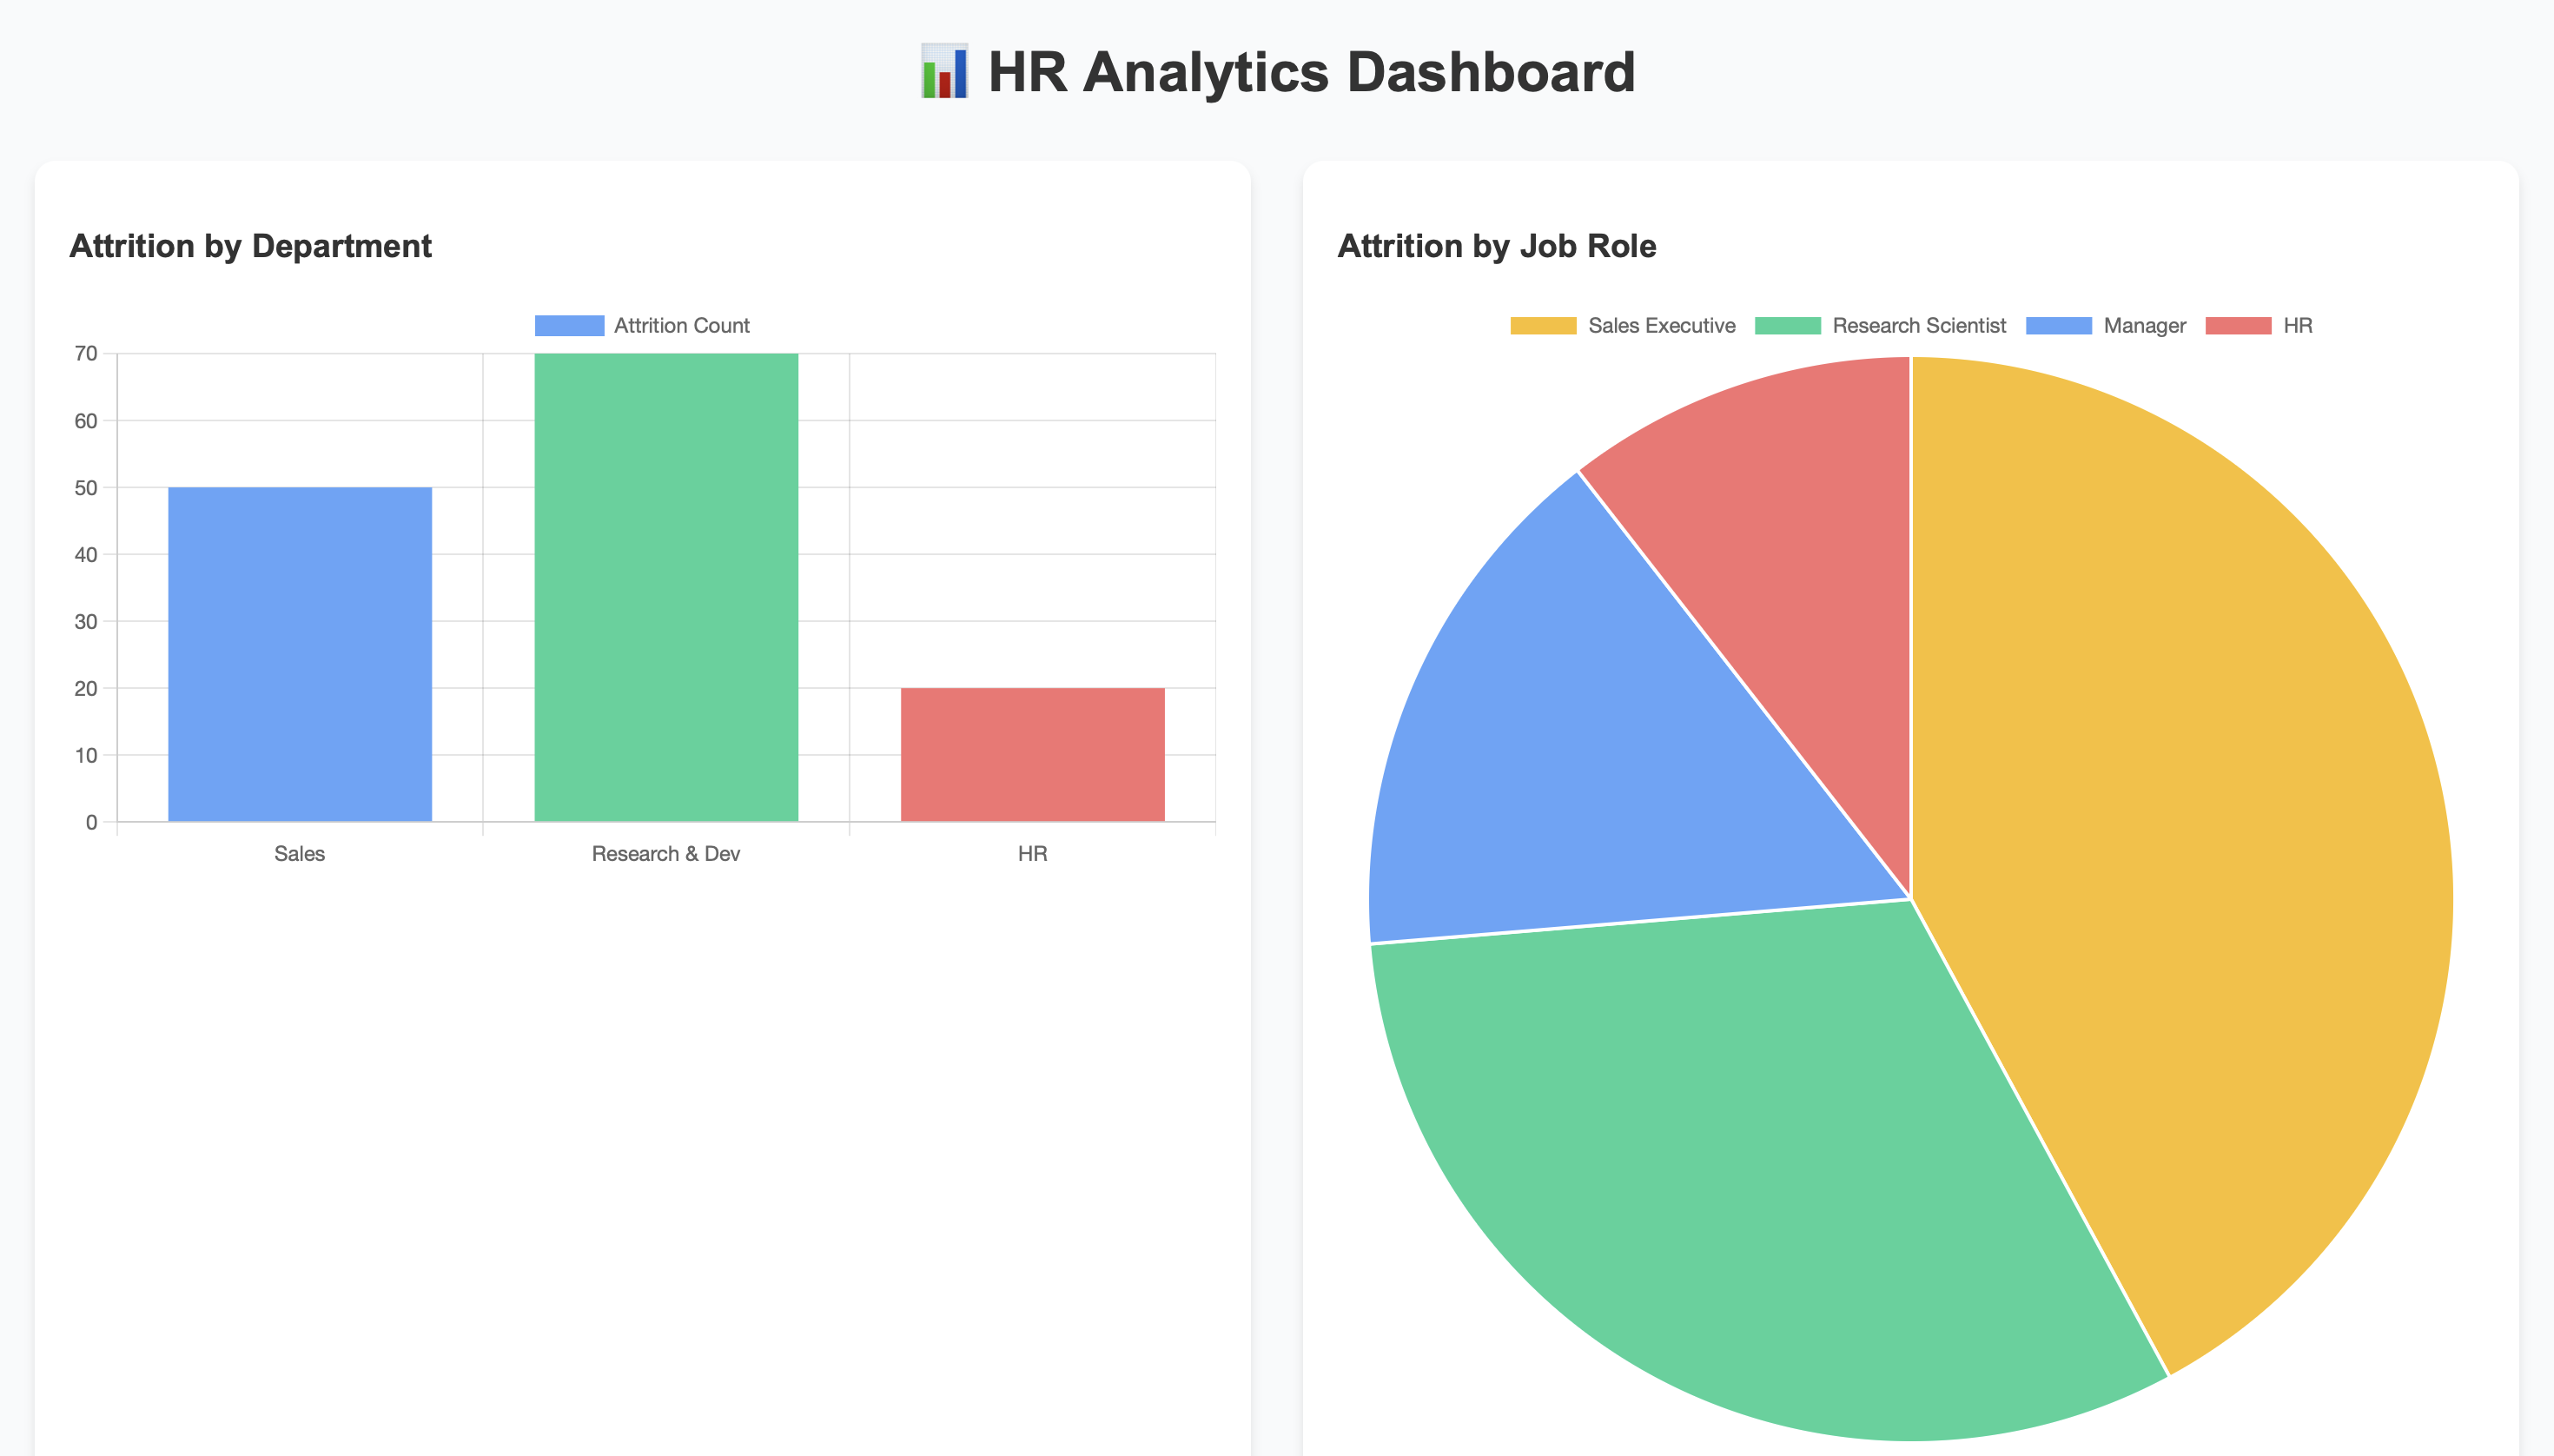 📊 HR Analytics Dashboard
Attrition by Department
Attrition Count
70
60
50
40
30
20
10
0
Sales Research & Dev HR
Attrition by Job Role
Sales Executive Research Scientist Manager HR